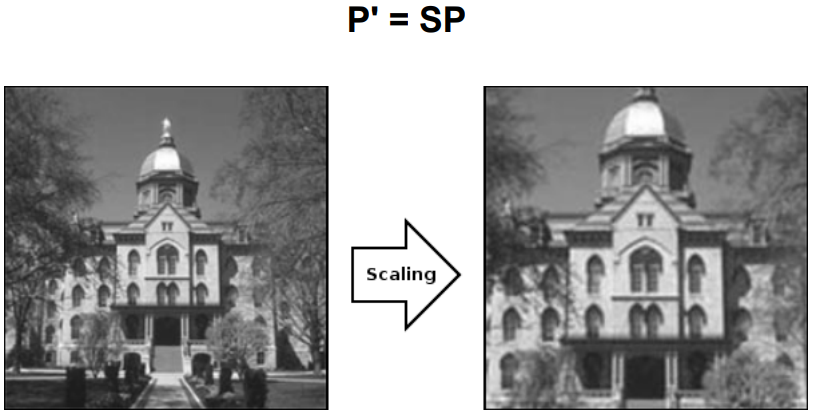 P' = SP
Scaling